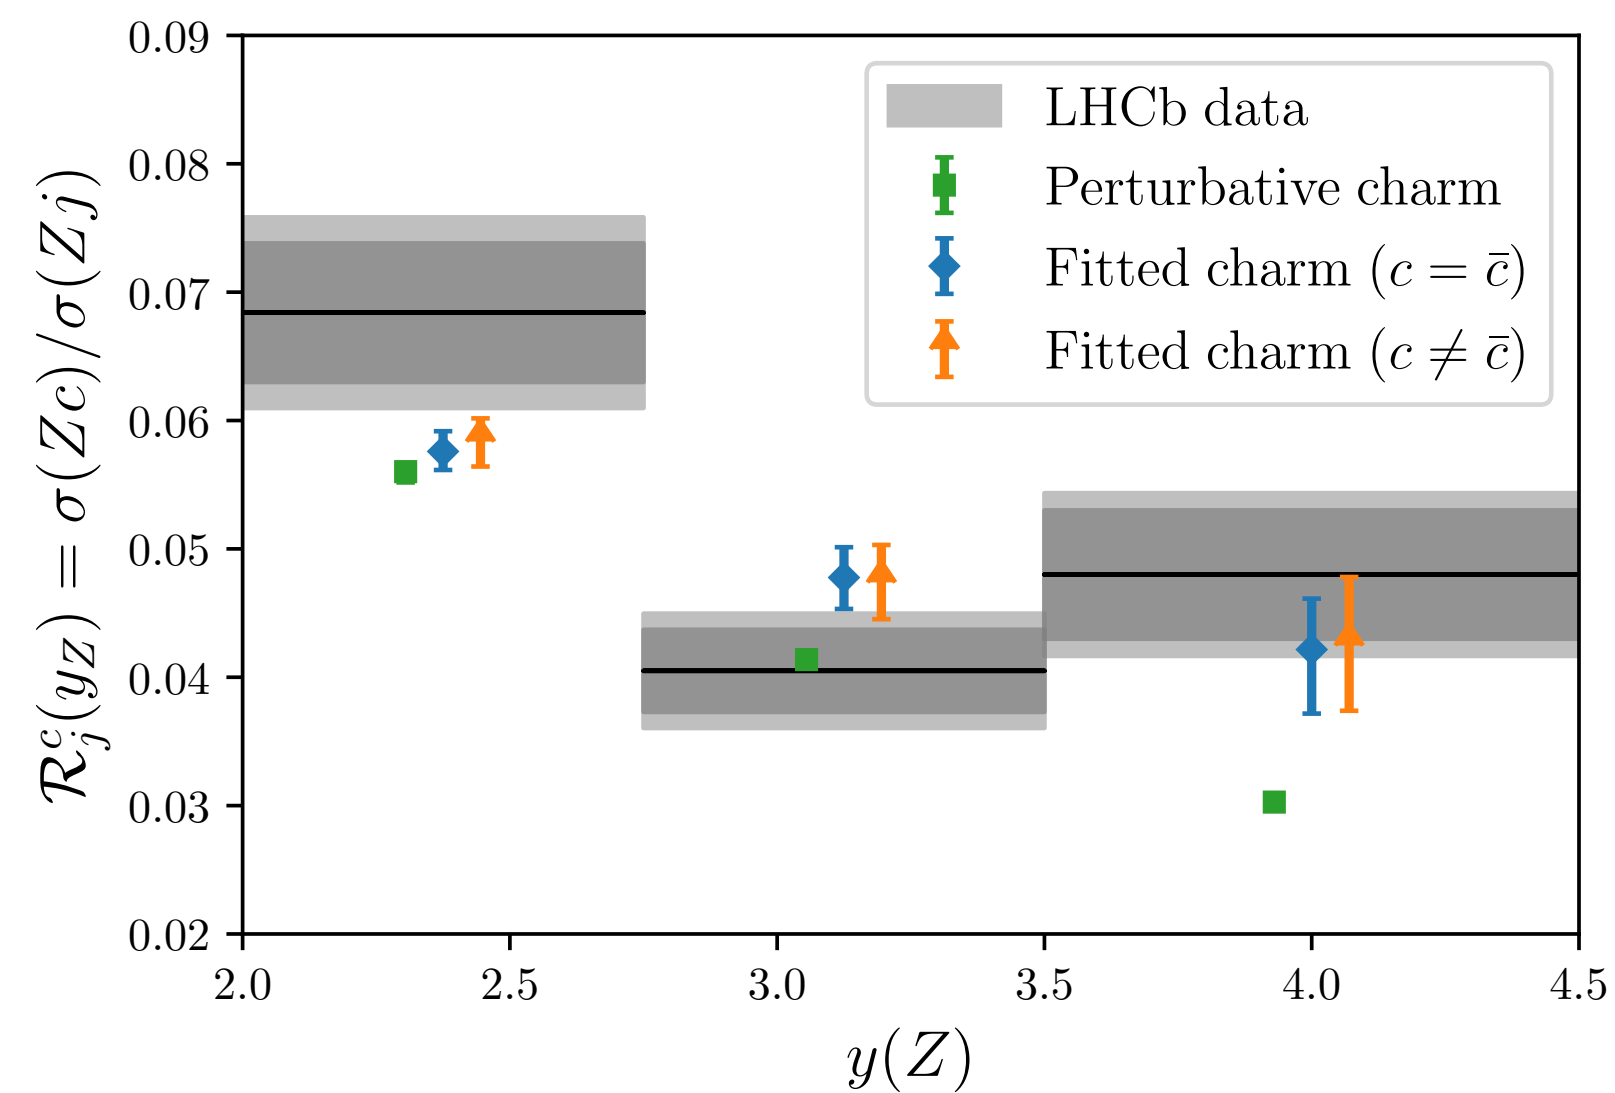 0.09
0.08
0.07
0.06
0.05
0.04
0.03
0.02
2.0 2.5 3.0 3.5 4.0 4.5
y(Z)
ℛ_j^c(y_Z) = σ(Zc)/σ(Zj)
LHCb data
Perturbative charm
Fitted charm (c = c̄)
Fitted charm (c ≠ c̄)